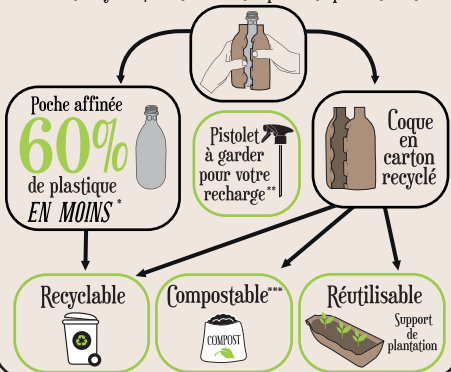 Poche affinée
60%
de plastique
EN MOINS *
Pistolet
à garder
pour votre
recharge**
Coque
en
carton
recyclé
Recyclable
Compostable***
COMPOST
Réutilisable
Support
de
plantation